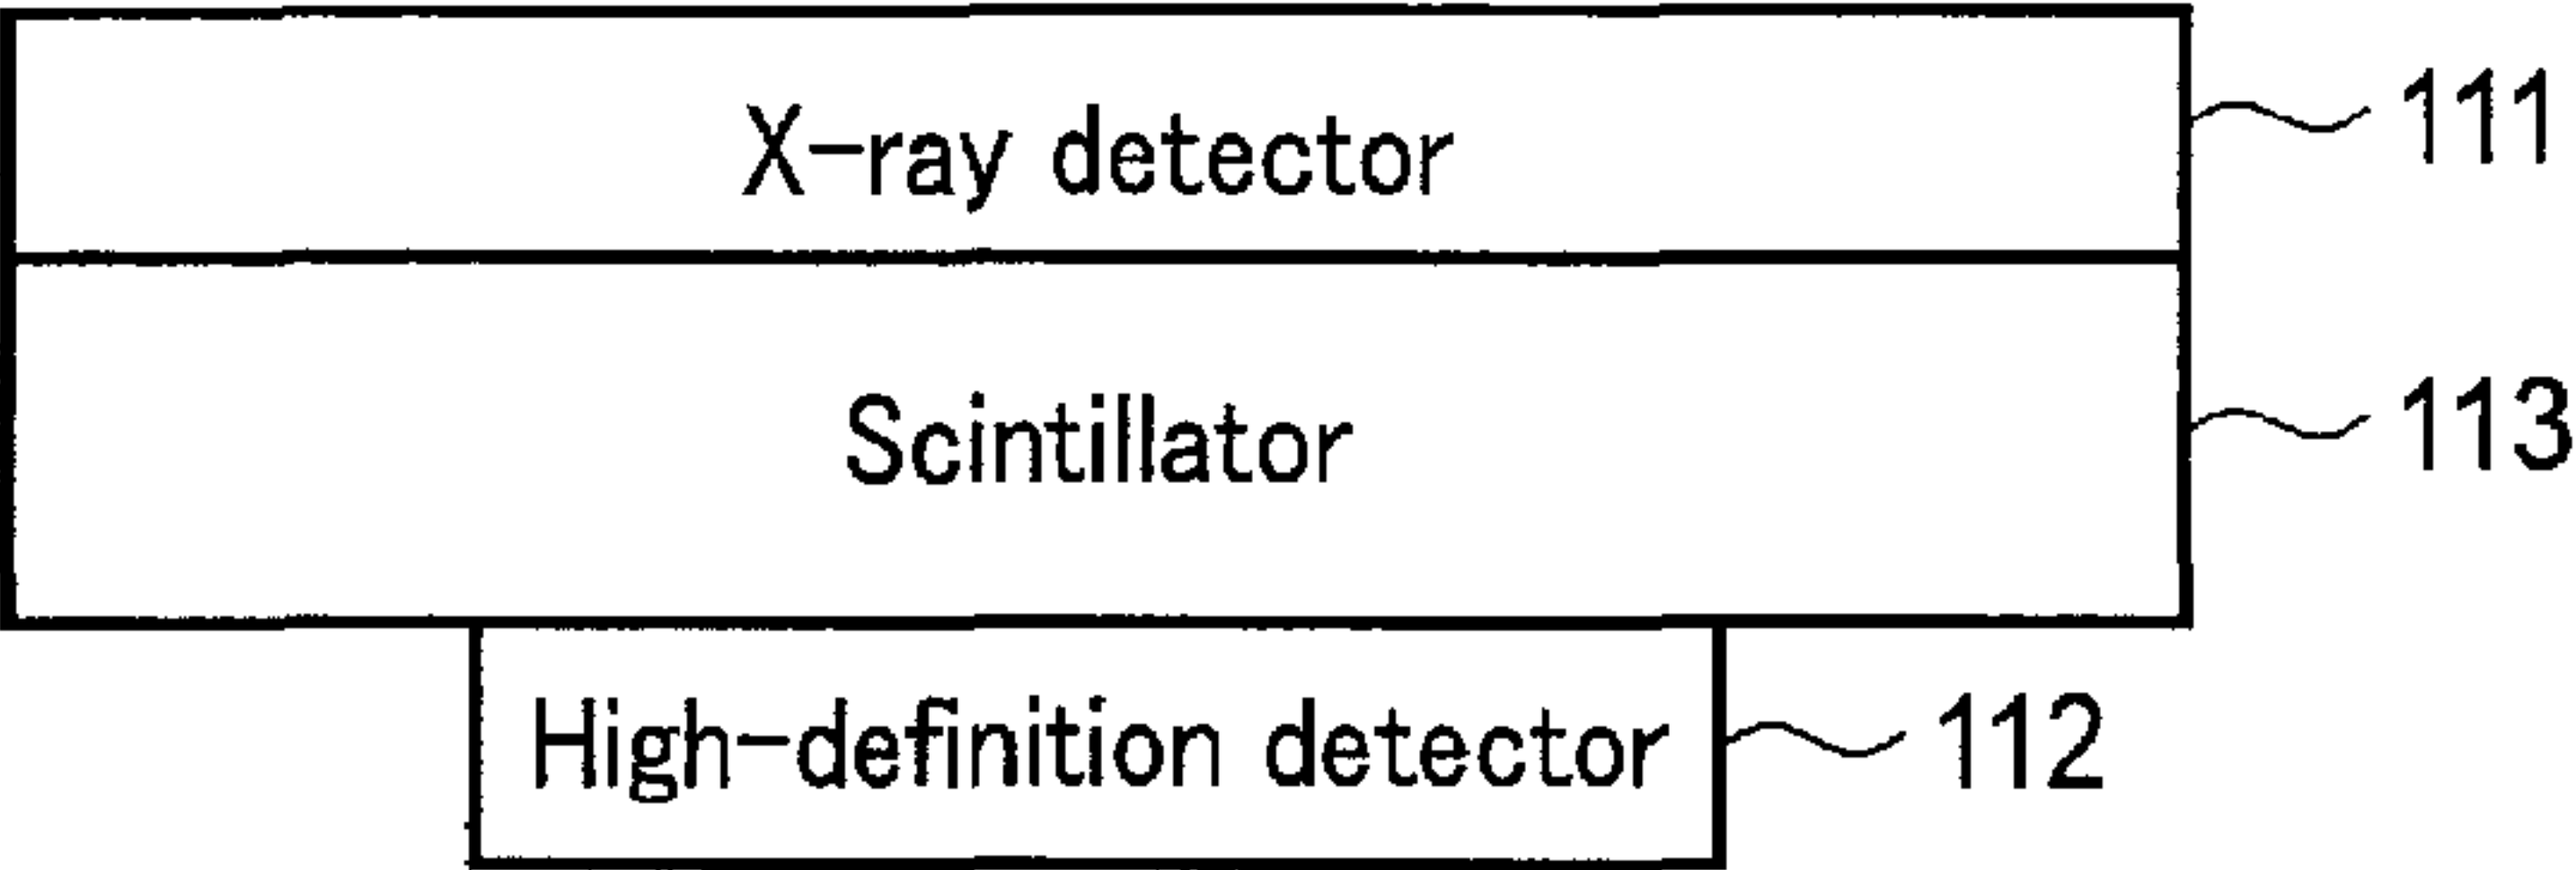 X-ray detector 111
Scintillator 113
High-definition detector 112